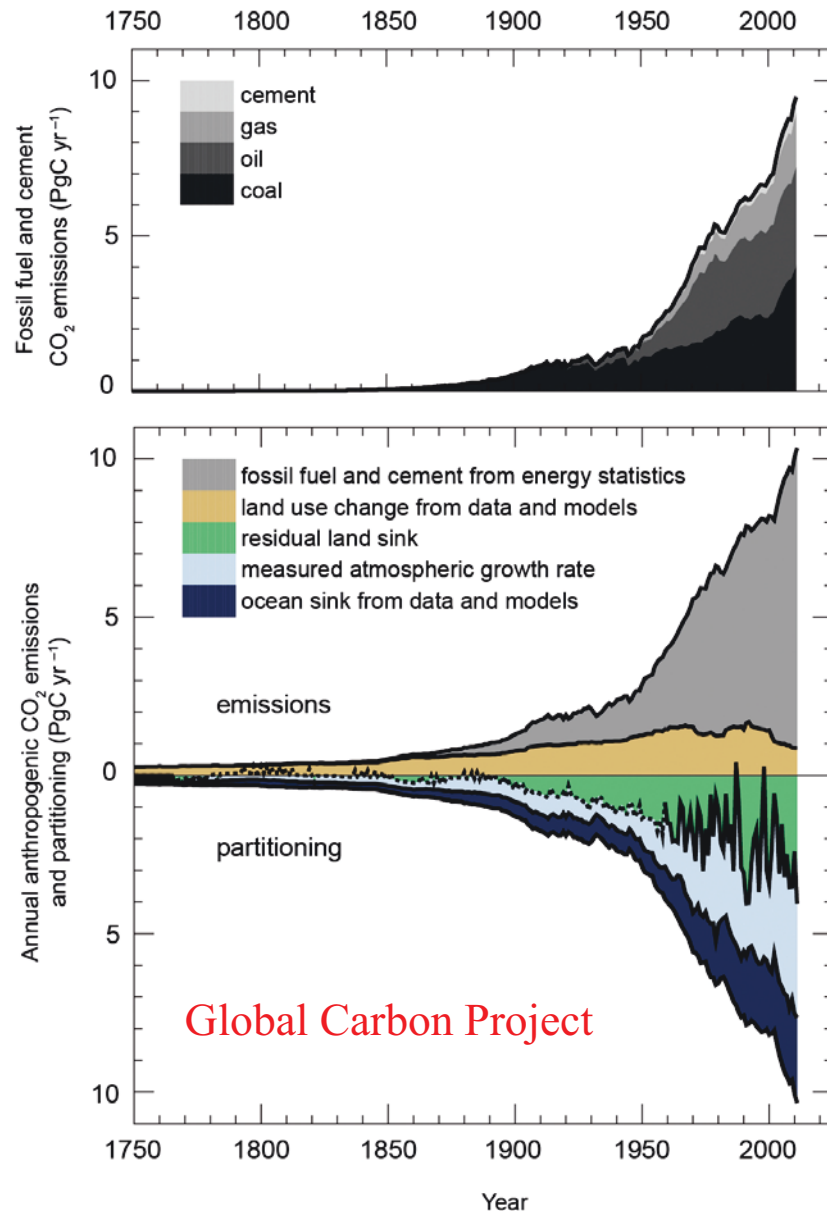 1750 1800 1850 1900 1950 2000
10
5
0
Fossil fuel and cement
CO₂ emissions (PgC yr⁻¹)
cement
gas
oil
coal
10
5
0
5
10
Annual anthropogenic CO₂ emissions
and partitioning (PgC yr⁻¹)
fossil fuel and cement from energy statistics
land use change from data and models
residual land sink
measured atmospheric growth rate
ocean sink from data and models
emissions
partitioning
Global Carbon Project
1750 1800 1850 1900 1950 2000
Year